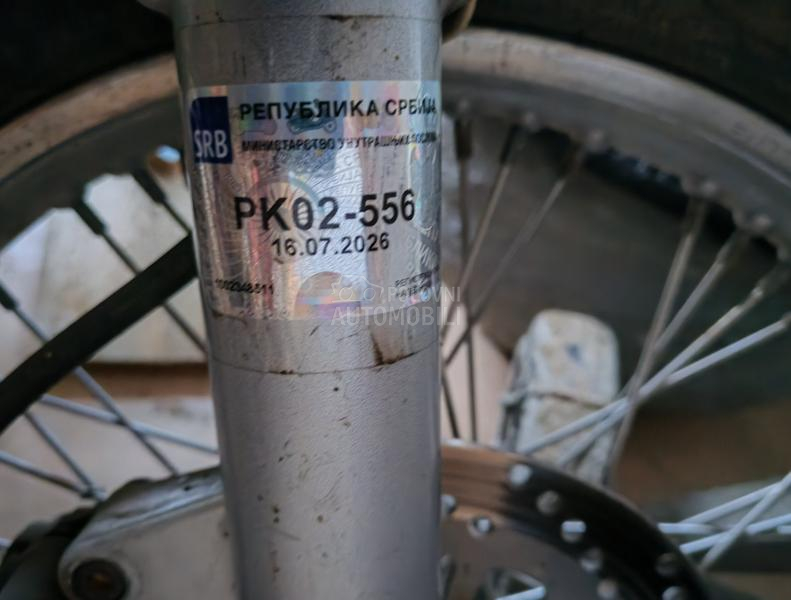 РЕПУБЛИКА СРБИЈА
SRB
МИНИСТАРСТВО УНУТРАШЊИХ ПОСЛОВА
PK02-556
16.07.2026
POLOVNI
AUTOMOBILI